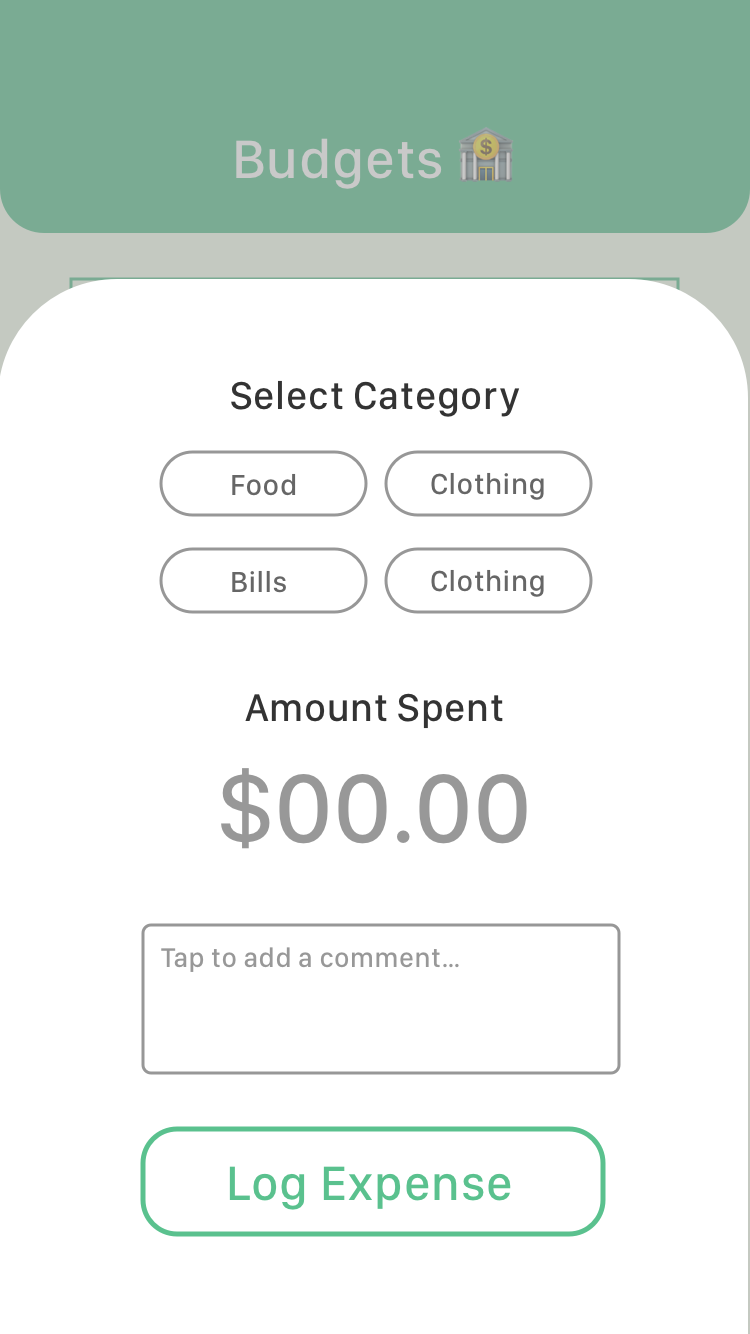 Budgets 🏦
Select Category
Food Clothing
Bills Clothing
Amount Spent
$00.00
Tap to add a comment...
Log Expense